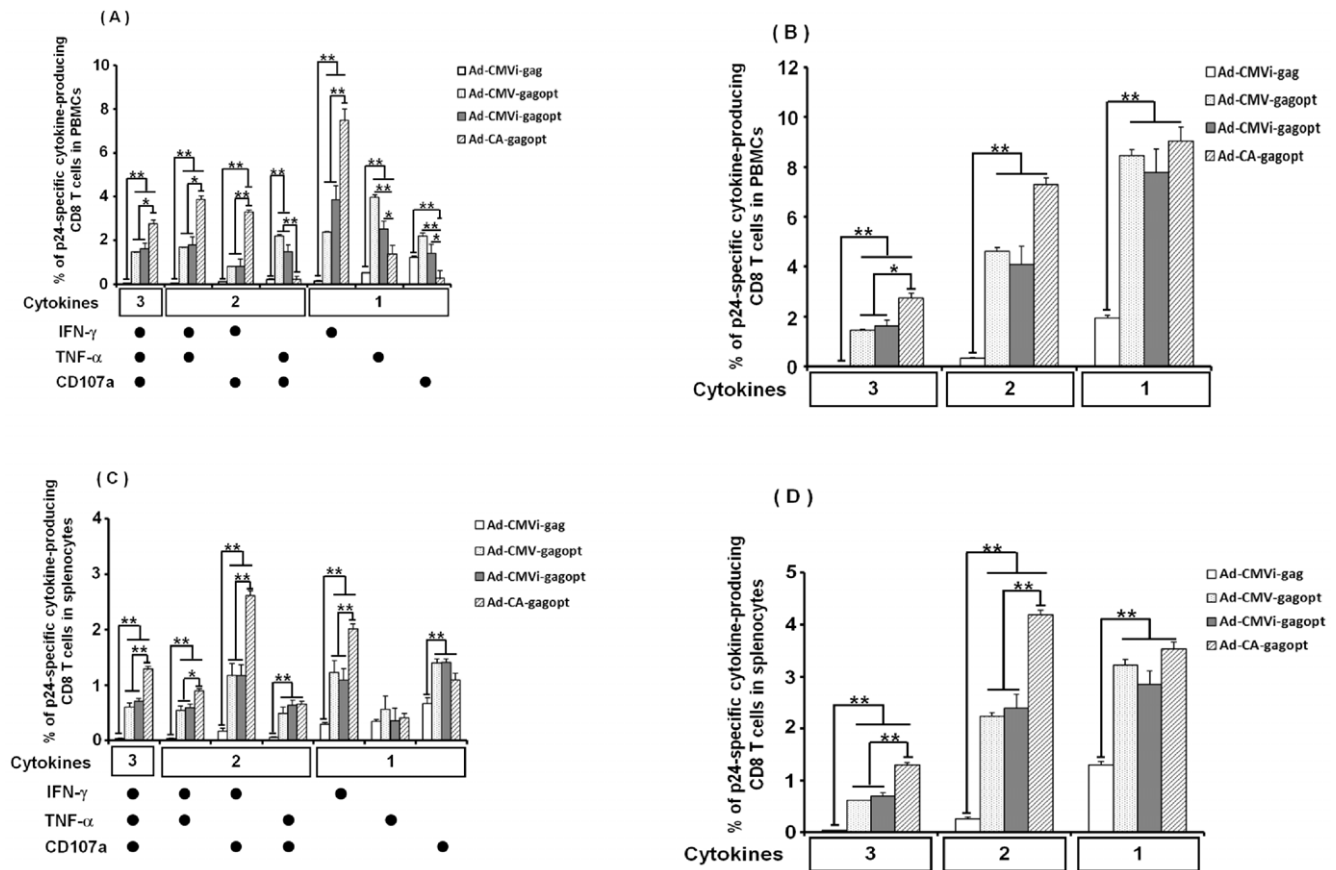 ( A )
% of p24-specific cytokine-producing
CD8 T cells in PBMCs
10
8
6
4
2
0
** ** * ** * ** ** ** ** ** ** ** ** * ** ** *
Ad-CMVi-gag
Ad-CMV-gagopt
Ad-CMVi-gagopt
Ad-CA-gagopt
Cytokines 3 2 1
IFN-γ
TNF-α
CD107a
( B )
% of p24-specific cytokine-producing
CD8 T cells in PBMCs
12
10
8
6
4
2
0
** * ** **
Ad-CMVi-gag
Ad-CMV-gagopt
Ad-CMVi-gagopt
Ad-CA-gagopt
Cytokines 3 2 1
( C )
% of p24-specific cytokine-producing
CD8 T cells in splenocytes
4
3
2
1
0
** ** ** * ** ** ** ** ** **
Ad-CMVi-gag
Ad-CMV-gagopt
Ad-CMVi-gagopt
Ad-CA-gagopt
Cytokines 3 2 1
IFN-γ
TNF-α
CD107a
( D )
% of p24-specific cytokine-producing
CD8 T cells in splenocytes
5
4
3
2
1
0
** ** ** ** **
Ad-CMVi-gag
Ad-CMV-gagopt
Ad-CMVi-gagopt
Ad-CA-gagopt
Cytokines 3 2 1